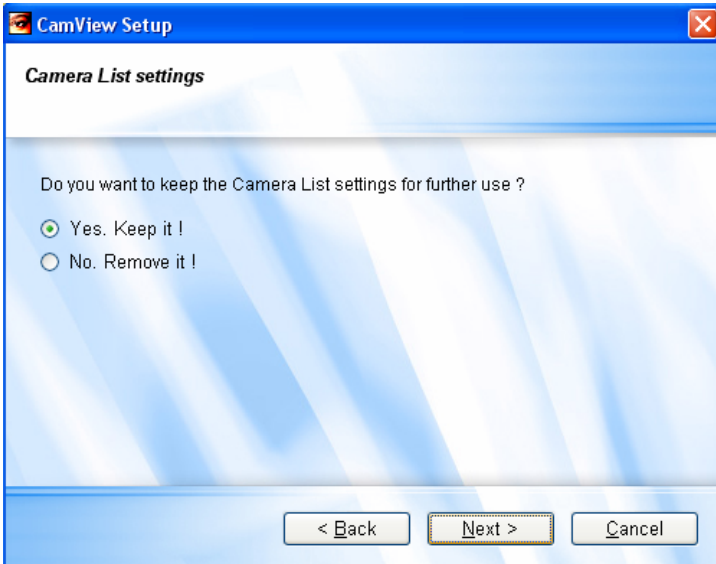 CamView Setup
Camera List settings
Do you want to keep the Camera List settings for further use ?
Yes. Keep it !
No. Remove it !
< Back
Next >
Cancel